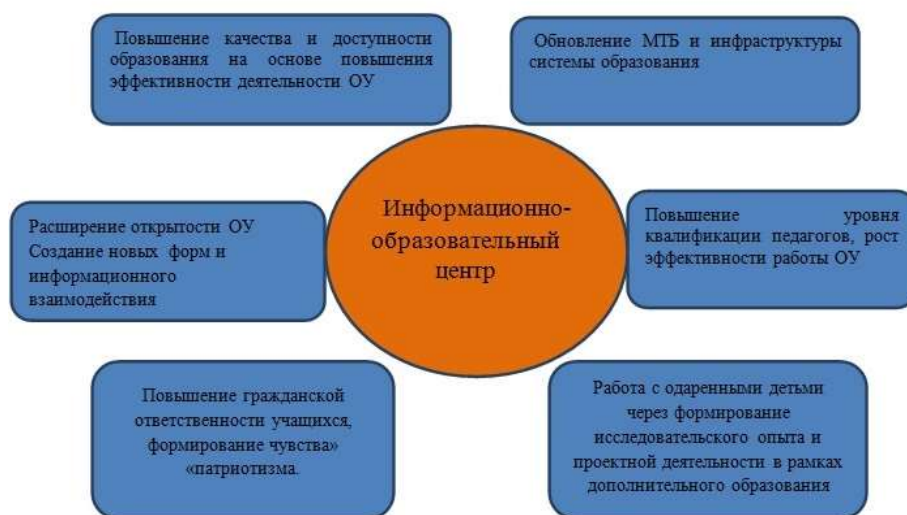 Повышение качества и доступности
образования на основе повышения
эффективности деятельности ОУ
Обновление МТБ и инфраструктуры
системы образования
Информационно-
образовательный
центр
Расширение открытости ОУ
Создание новых форм и
информационного
взаимодействия
Повышение уровня
квалификации педагогов, рост
эффективности работы ОУ
Повышение гражданской
ответственности учащихся,
формирование чувства»
«патриотизма.
Работа с одаренными детьми
через формирование
исследовательского опыта и
проектной деятельности в рамках
дополнительного образования